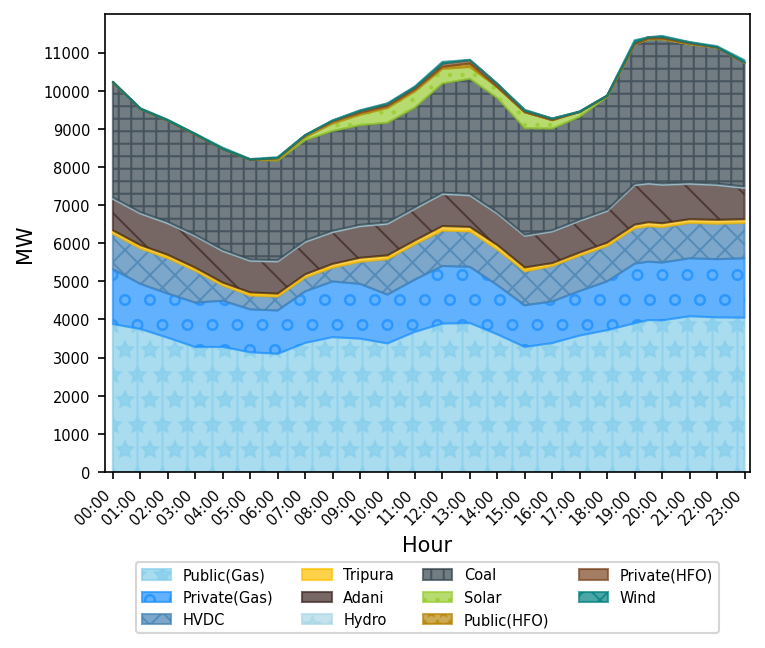 11000
10000
9000
8000
7000
6000
5000
4000
3000
2000
1000
0
MW
00:00 01:00 02:00 03:00 04:00 05:00 06:00 07:00 08:00 09:00 10:00 11:00 12:00 13:00 14:00 15:00 16:00 17:00 18:00 19:00 20:00 21:00 22:00 23:00
Hour
Public(Gas) Tripura Coal Private(HFO)
Private(Gas) Adani Solar Wind
HVDC Hydro Public(HFO)